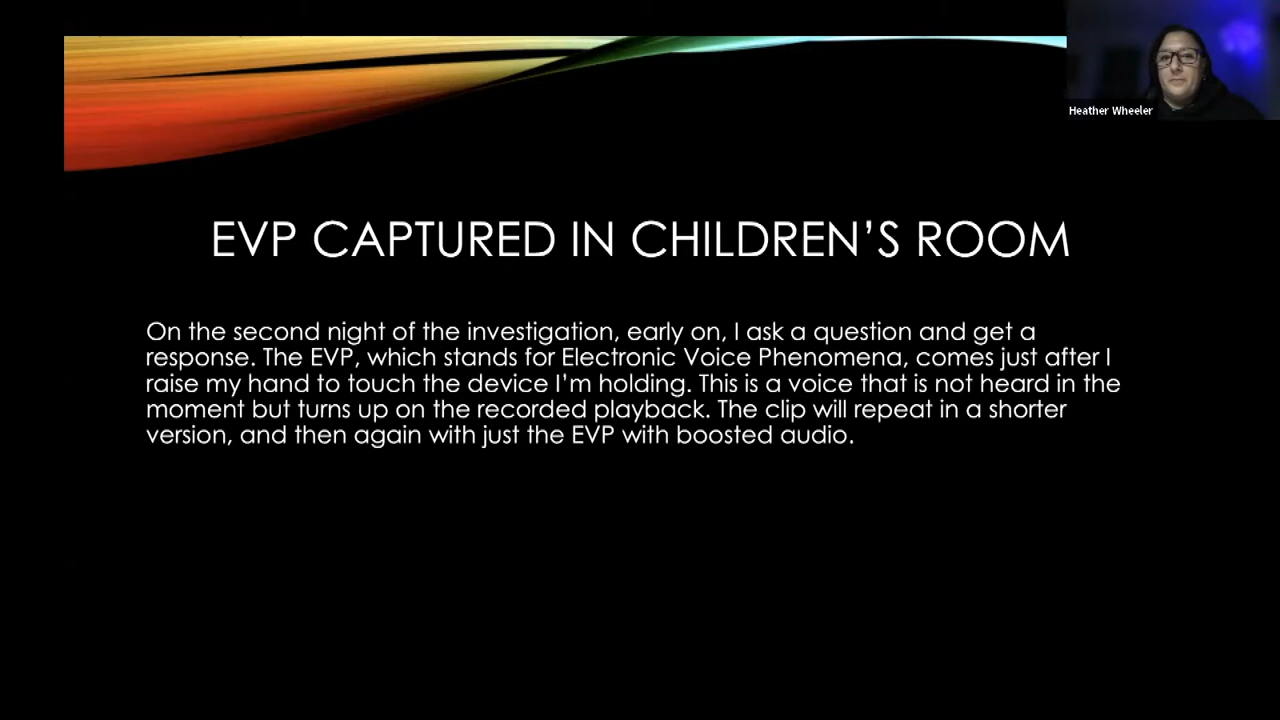 Heather Wheeler
EVP CAPTURED IN CHILDREN’S ROOM
On the second night of the investigation, early on, I ask a question and get a
response. The EVP, which stands for Electronic Voice Phenomena, comes just after I
raise my hand to touch the device I’m holding. This is a voice that is not heard in the
moment but turns up on the recorded playback. The clip will repeat in a shorter
version, and then again with just the EVP with boosted audio.